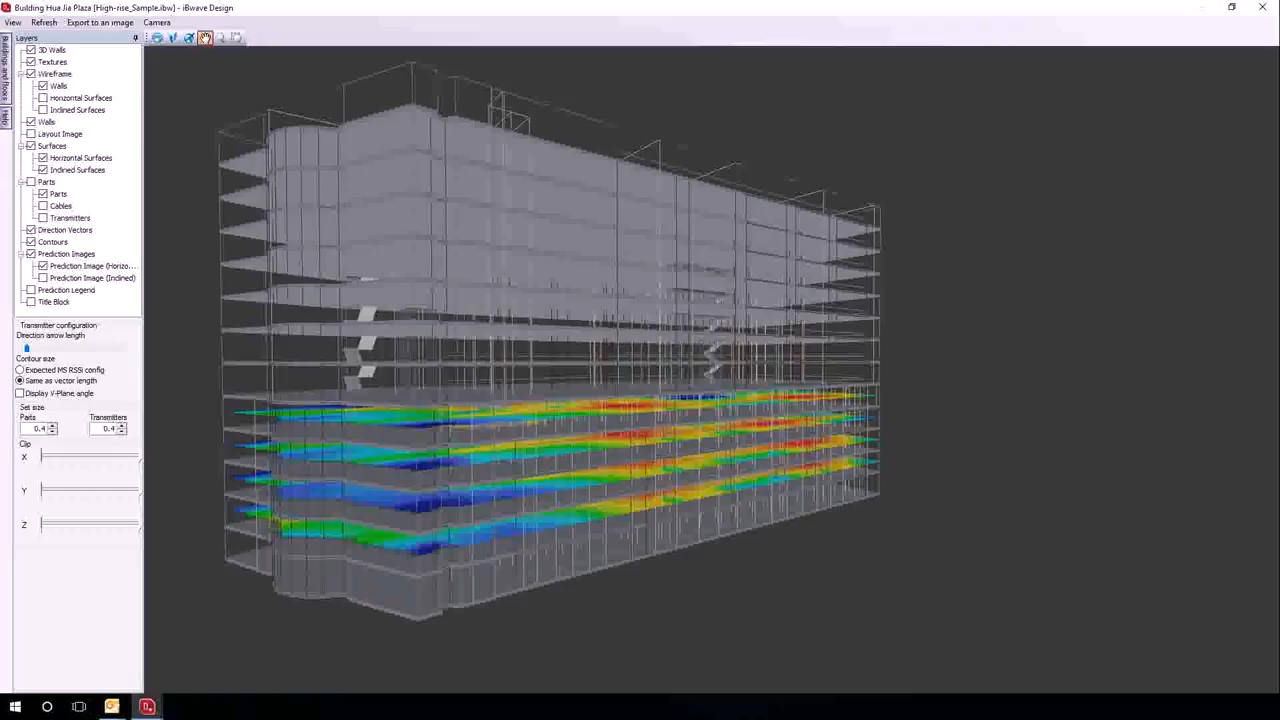 Building Hua Jia Plaza [High-rise_Sample.ibw] - iBwave Design
View Refresh Export to an image Camera
Buildings and floors
Help
Layers
3D Walls
Textures
Wireframe
Walls
Horizontal Surfaces
Inclined Surfaces
Walls
Layout Image
Surfaces
Horizontal Surfaces
Inclined Surfaces
Parts
Parts
Cables
Transmitters
Direction Vectors
Contours
Prediction Images
Prediction Image (Horizo...
Prediction Image (Inclined)
Prediction Legend
Title Block
Transmitter configuration
Direction arrow length
Contour size
Expected MS RSSI config
Same as vector length
Display V-Plane angle
Set size
Parts Transmitters
0.4 0.4
Clip
X
Y
Z